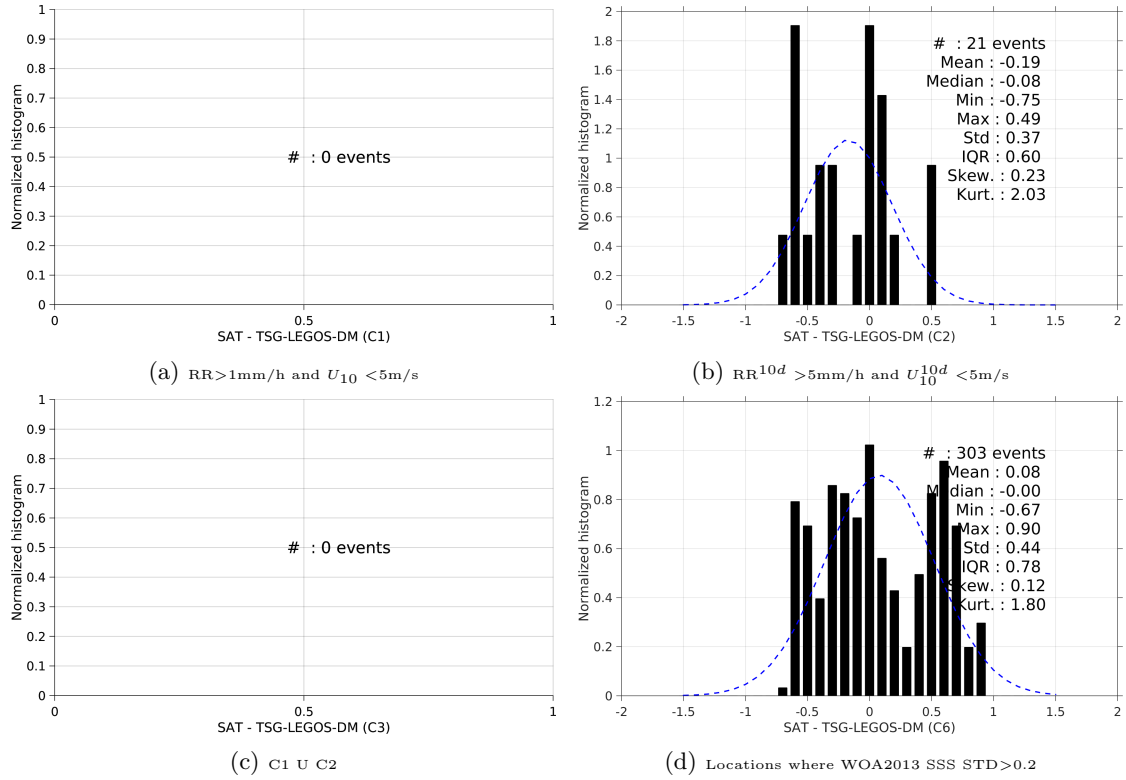 1
0.9
0.8
0.7
0.6
0.5
0.4
0.3
0.2
0.1
0
Normalized histogram
# : 0 events
0 0.5 1
SAT - TSG-LEGOS-DM (C1)
(a) RR>1mm/h and U10 <5m/s
2
1.8
1.6
1.4
1.2
1
0.8
0.6
0.4
0.2
0
Normalized histogram
# : 21 events
Mean : -0.19
Median : -0.08
Min : -0.75
Max : 0.49
Std : 0.37
IQR : 0.60
Skew. : 0.23
Kurt. : 2.03
-2 -1.5 -1 -0.5 0 0.5 1 1.5 2
SAT - TSG-LEGOS-DM (C2)
(b) RR10d >5mm/h and U10d10 <5m/s
1
0.9
0.8
0.7
0.6
0.5
0.4
0.3
0.2
0.1
0
Normalized histogram
# : 0 events
0 0.5 1
SAT - TSG-LEGOS-DM (C3)
(c) C1 U C2
1.2
1
0.8
0.6
0.4
0.2
0
Normalized histogram
# : 303 events
Mean : 0.08
Median : -0.00
Min : -0.67
Max : 0.90
Std : 0.44
IQR : 0.78
Skew. : 0.12
Kurt. : 1.80
-2 -1.5 -1 -0.5 0 0.5 1 1.5 2
SAT - TSG-LEGOS-DM (C6)
(d) Locations where WOA2013 SSS STD>0.2